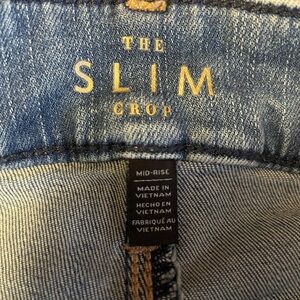 THE
SLIM
CROP
MID-RISE
MADE IN
VIETNAM
HECHO EN
VIETNAM
FABRIQUÉ AU
VIETNAM